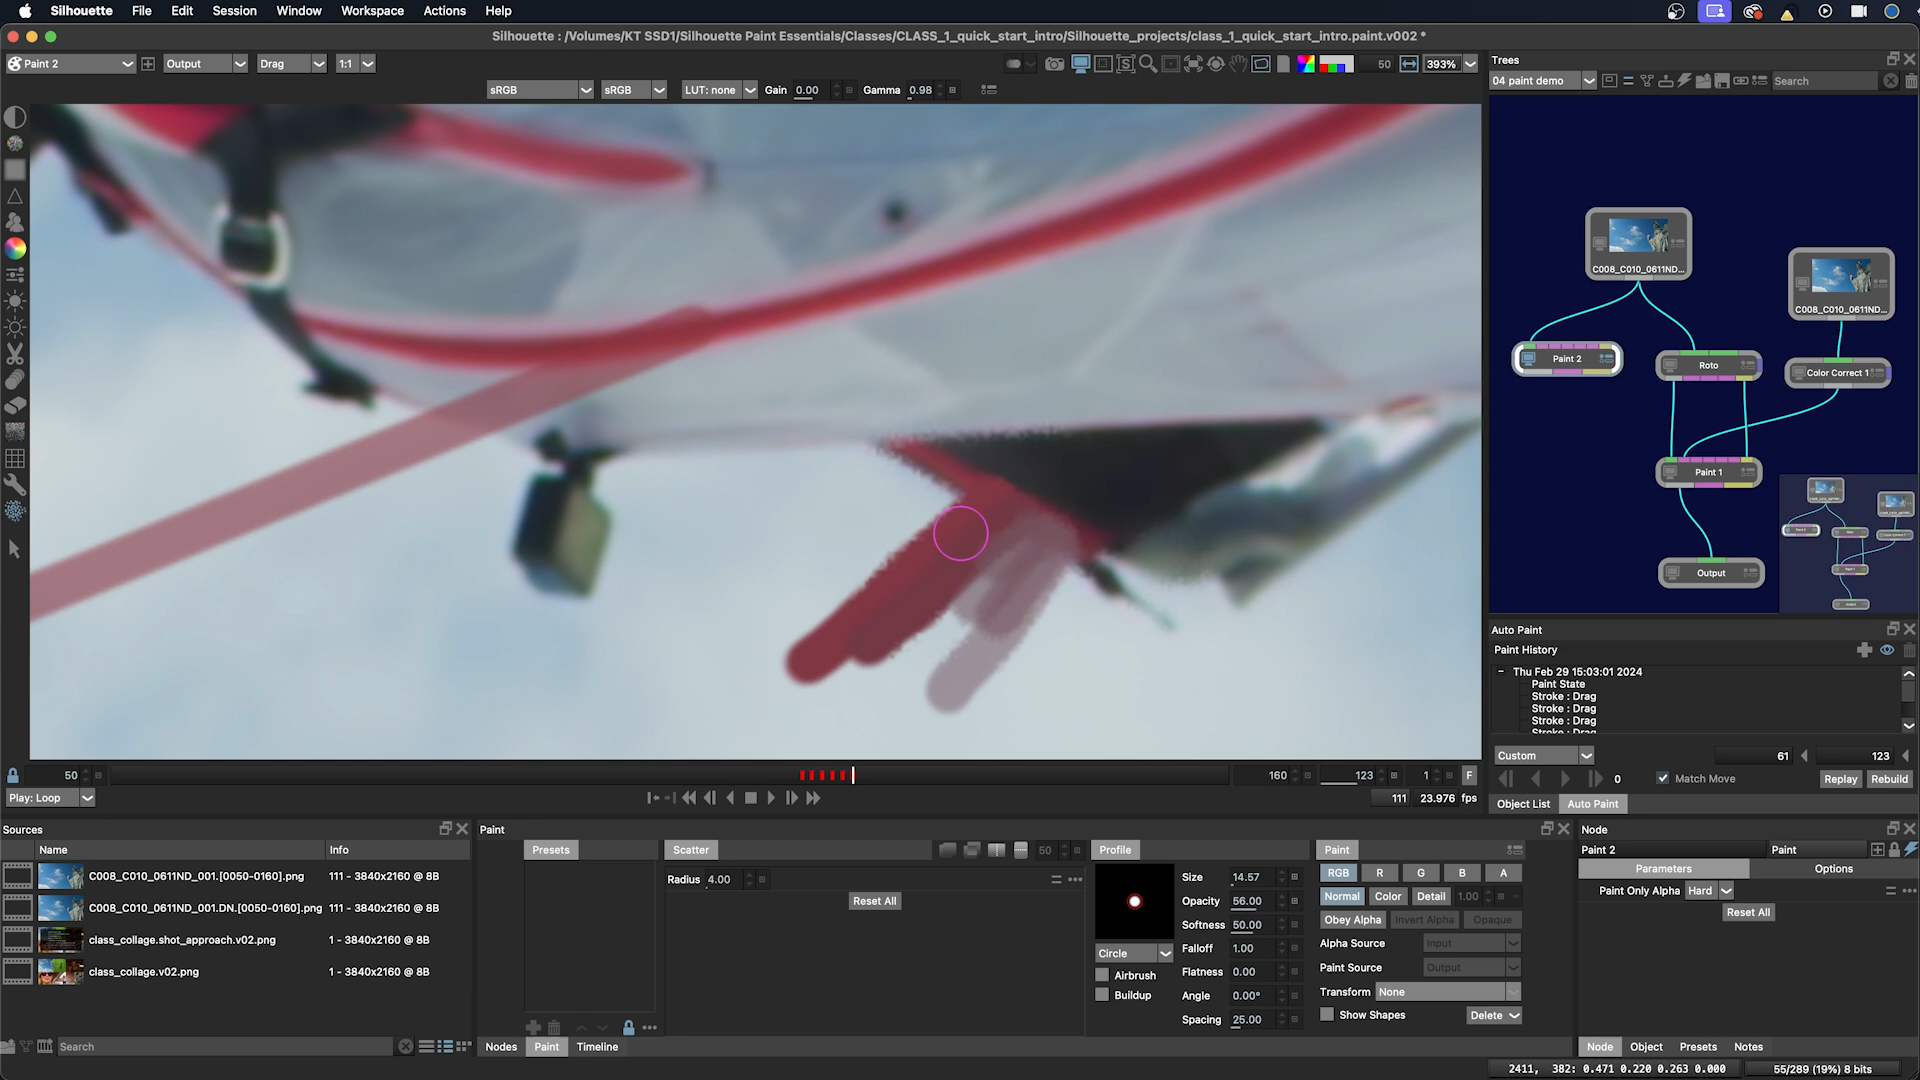 Silhouette File Edit Session Window Workspace Actions Help
Silhouette : /Volumes/KT SSD1/Silhouette Paint Essentials/Classes/CLASS_1_quick_start_intro/Silhouette_projects/class_1_quick_start_intro.paint.v002 *
Paint 2 Output Drag 1:1 50 393%
sRGB sRGB LUT: none Gain 0.00 Gamma 0.98
Trees
04 paint demo Search
C008_C010_0611ND...
C008_C010_0611ND...
Paint 2
Roto
Color Correct 1
Paint 1
Output
Auto Paint
Paint History
Thu Feb 29 15:03:01 2024
Paint State
Stroke : Drag
Stroke : Drag
Stroke : Drag
Stroke : Drag
Custom 61 123
0 Match Move Replay Rebuild
Object List Auto Paint
50 160 123 1 F
Play: Loop 111 23.976 fps
Sources
Name Info
C008_C010_0611ND_001.[0050-0160].png 111 - 3840x2160 @ 8B
C008_C010_0611ND_001.DN.[0050-0160].png 111 - 3840x2160 @ 8B
class_collage.shot_approach.v02.png 1 - 3840x2160 @ 8B
class_collage.v02.png 1 - 3840x2160 @ 8B
Search
Paint
Presets
Nodes Paint Timeline
Scatter 50
Radius 4.00
Reset All
Profile
Circle
Airbrush
Buildup
Size 14.57
Opacity 56.00
Softness 50.00
Falloff 1.00
Flatness 0.00
Angle 0.00°
Spacing 25.00
Paint
RGB R G B A
Normal Color Detail 1.00
Obey Alpha Invert Alpha Opaque
Alpha Source Input
Paint Source Output
Transform None
Show Shapes Delete
Node
Paint 2 Paint
Parameters Options
Paint Only Alpha Hard
Reset All
Node Object Presets Notes
2411, 382: 0.471 0.220 0.263 0.000 55/289 (19%) 8 bits